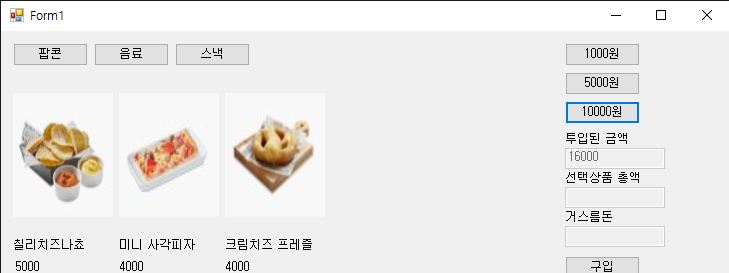 Form1
팝콘 음료 스낵
1000원
5000원
10000원
투입된 금액
16000
선택상품 총액
거스름돈
칠리치즈나쵸 미니 사각피자 크림치즈 프레즐
5000 4000 4000
구입